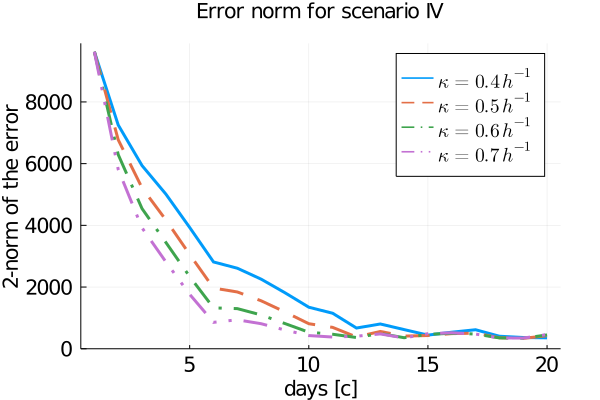 Error norm for scenario IV
2-norm of the error
8000
6000
4000
2000
0
κ = 0.4 h⁻¹
κ = 0.5 h⁻¹
κ = 0.6 h⁻¹
κ = 0.7 h⁻¹
5
10
15
20
days [c]